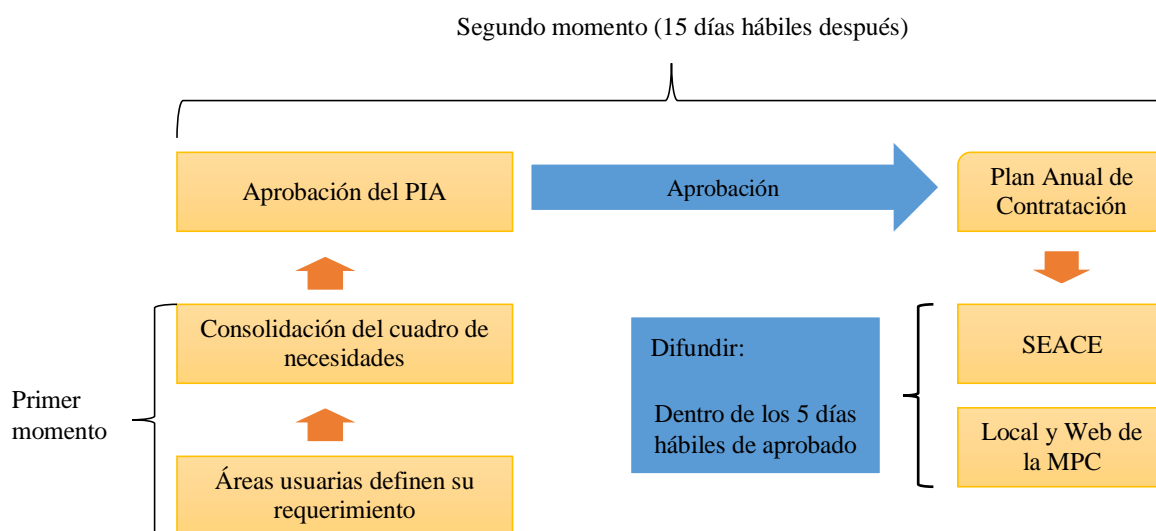 Segundo momento (15 días hábiles después)
Aprobación del PIA
Aprobación
Plan Anual de
Contratación
Consolidación del cuadro de
necesidades
Difundir:
Dentro de los 5 días
hábiles de aprobado
SEACE
Primer
momento
Local y Web de
la MPC
Áreas usuarias definen su
requerimiento